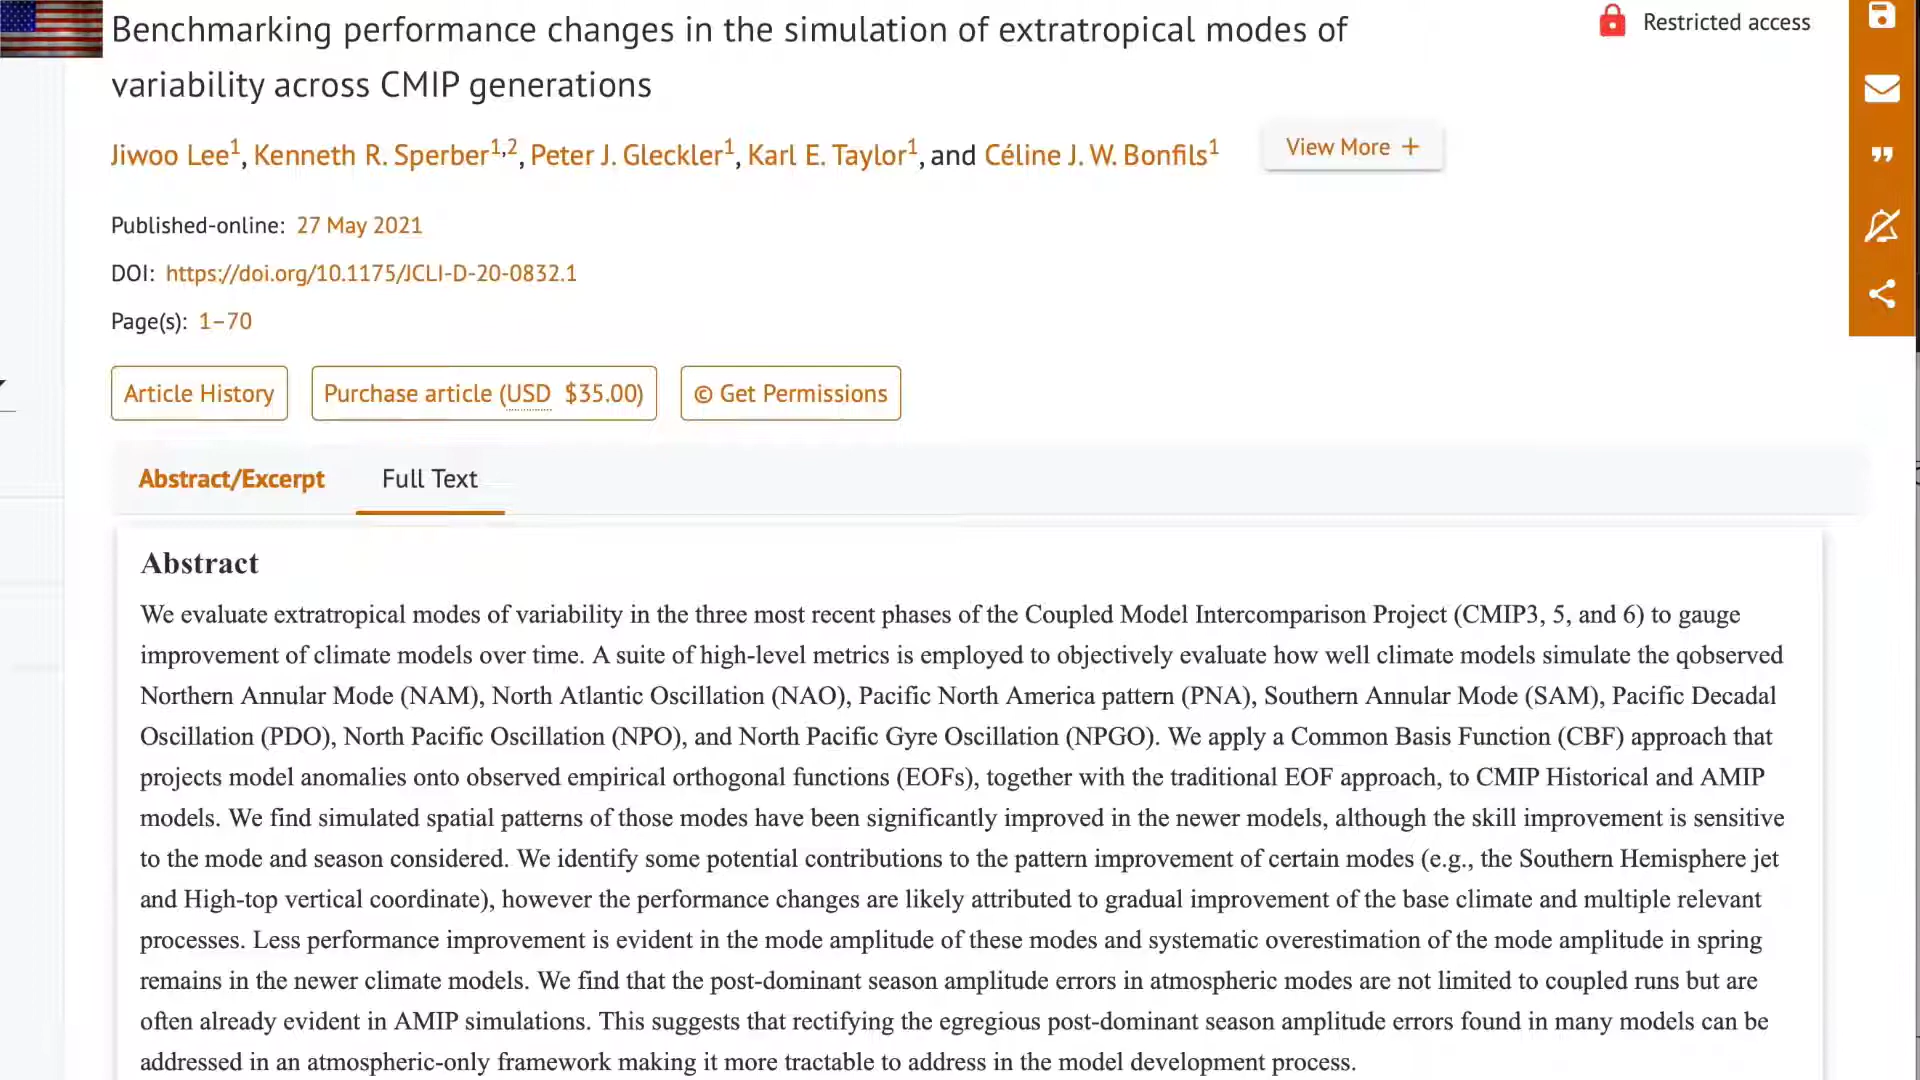 Benchmarking performance changes in the simulation of extratropical modes of
variability across CMIP generations
Restricted access
Jiwoo Lee1, Kenneth R. Sperber1,2, Peter J. Gleckler1, Karl E. Taylor1, and Céline J. W. Bonfils1
View More +
Published-online: 27 May 2021
DOI: https://doi.org/10.1175/JCLI-D-20-0832.1
Page(s): 1–70
Article History
Purchase article (USD $35.00)
© Get Permissions
Abstract/Excerpt
Full Text
Abstract
We evaluate extratropical modes of variability in the three most recent phases of the Coupled Model Intercomparison Project (CMIP3, 5, and 6) to gauge
improvement of climate models over time. A suite of high-level metrics is employed to objectively evaluate how well climate models simulate the qobserved
Northern Annular Mode (NAM), North Atlantic Oscillation (NAO), Pacific North America pattern (PNA), Southern Annular Mode (SAM), Pacific Decadal
Oscillation (PDO), North Pacific Oscillation (NPO), and North Pacific Gyre Oscillation (NPGO). We apply a Common Basis Function (CBF) approach that
projects model anomalies onto observed empirical orthogonal functions (EOFs), together with the traditional EOF approach, to CMIP Historical and AMIP
models. We find simulated spatial patterns of those modes have been significantly improved in the newer models, although the skill improvement is sensitive
to the mode and season considered. We identify some potential contributions to the pattern improvement of certain modes (e.g., the Southern Hemisphere jet
and High-top vertical coordinate), however the performance changes are likely attributed to gradual improvement of the base climate and multiple relevant
processes. Less performance improvement is evident in the mode amplitude of these modes and systematic overestimation of the mode amplitude in spring
remains in the newer climate models. We find that the post-dominant season amplitude errors in atmospheric modes are not limited to coupled runs but are
often already evident in AMIP simulations. This suggests that rectifying the egregious post-dominant season amplitude errors found in many models can be
addressed in an atmospheric-only framework making it more tractable to address in the model development process.